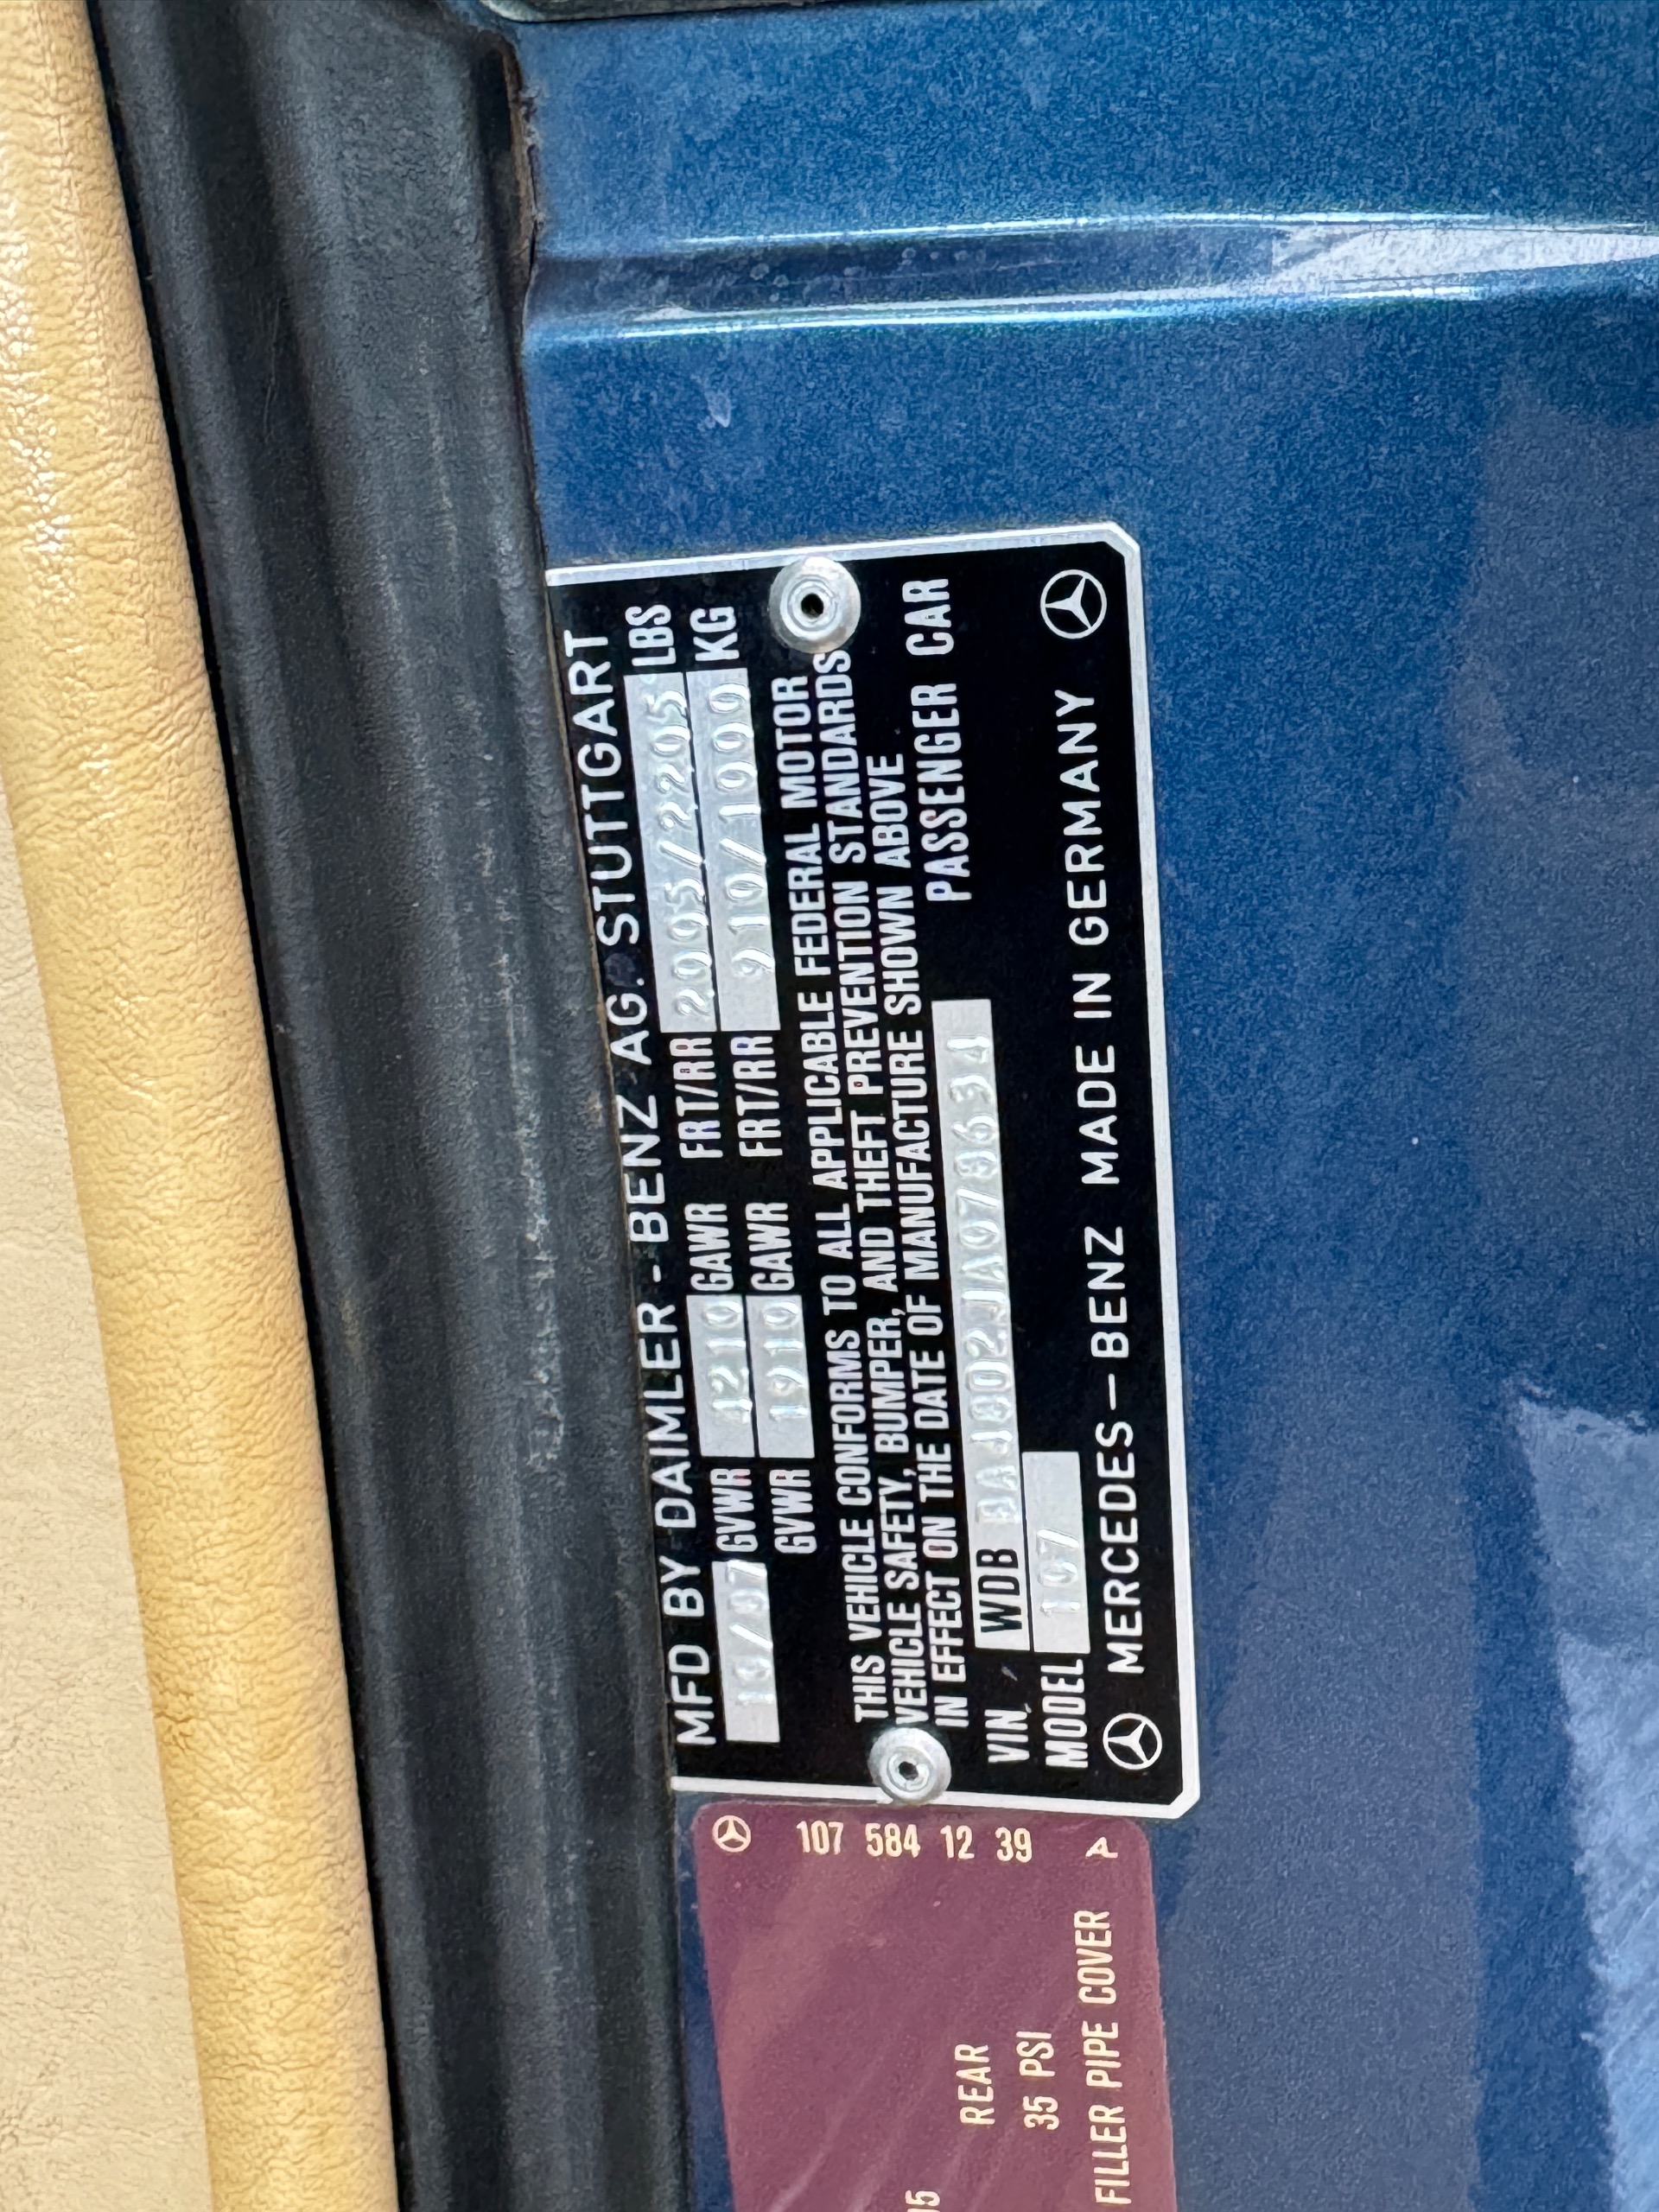 MFD BY DAIMLER-BENZ AG. STUTTGART
10/87 GVWR 4210 GAWR FRT/RR 2005/2205 LBS
GVWR 1910 GAWR FRT/RR 910/1000 KG
THIS VEHICLE CONFORMS TO ALL APPLICABLE FEDERAL MOTOR
VEHICLE SAFETY, BUMPER, AND THEFT PREVENTION STANDARDS
IN EFFECT ON THE DATE OF MANUFACTURE SHOWN ABOVE
VIN WDB BA48D2JA078634 PASSENGER CAR
MODEL 107
MERCEDES-BENZ MADE IN GERMANY
107 584 12 39 A
REAR
35 PSI
FILLER PIPE COVER